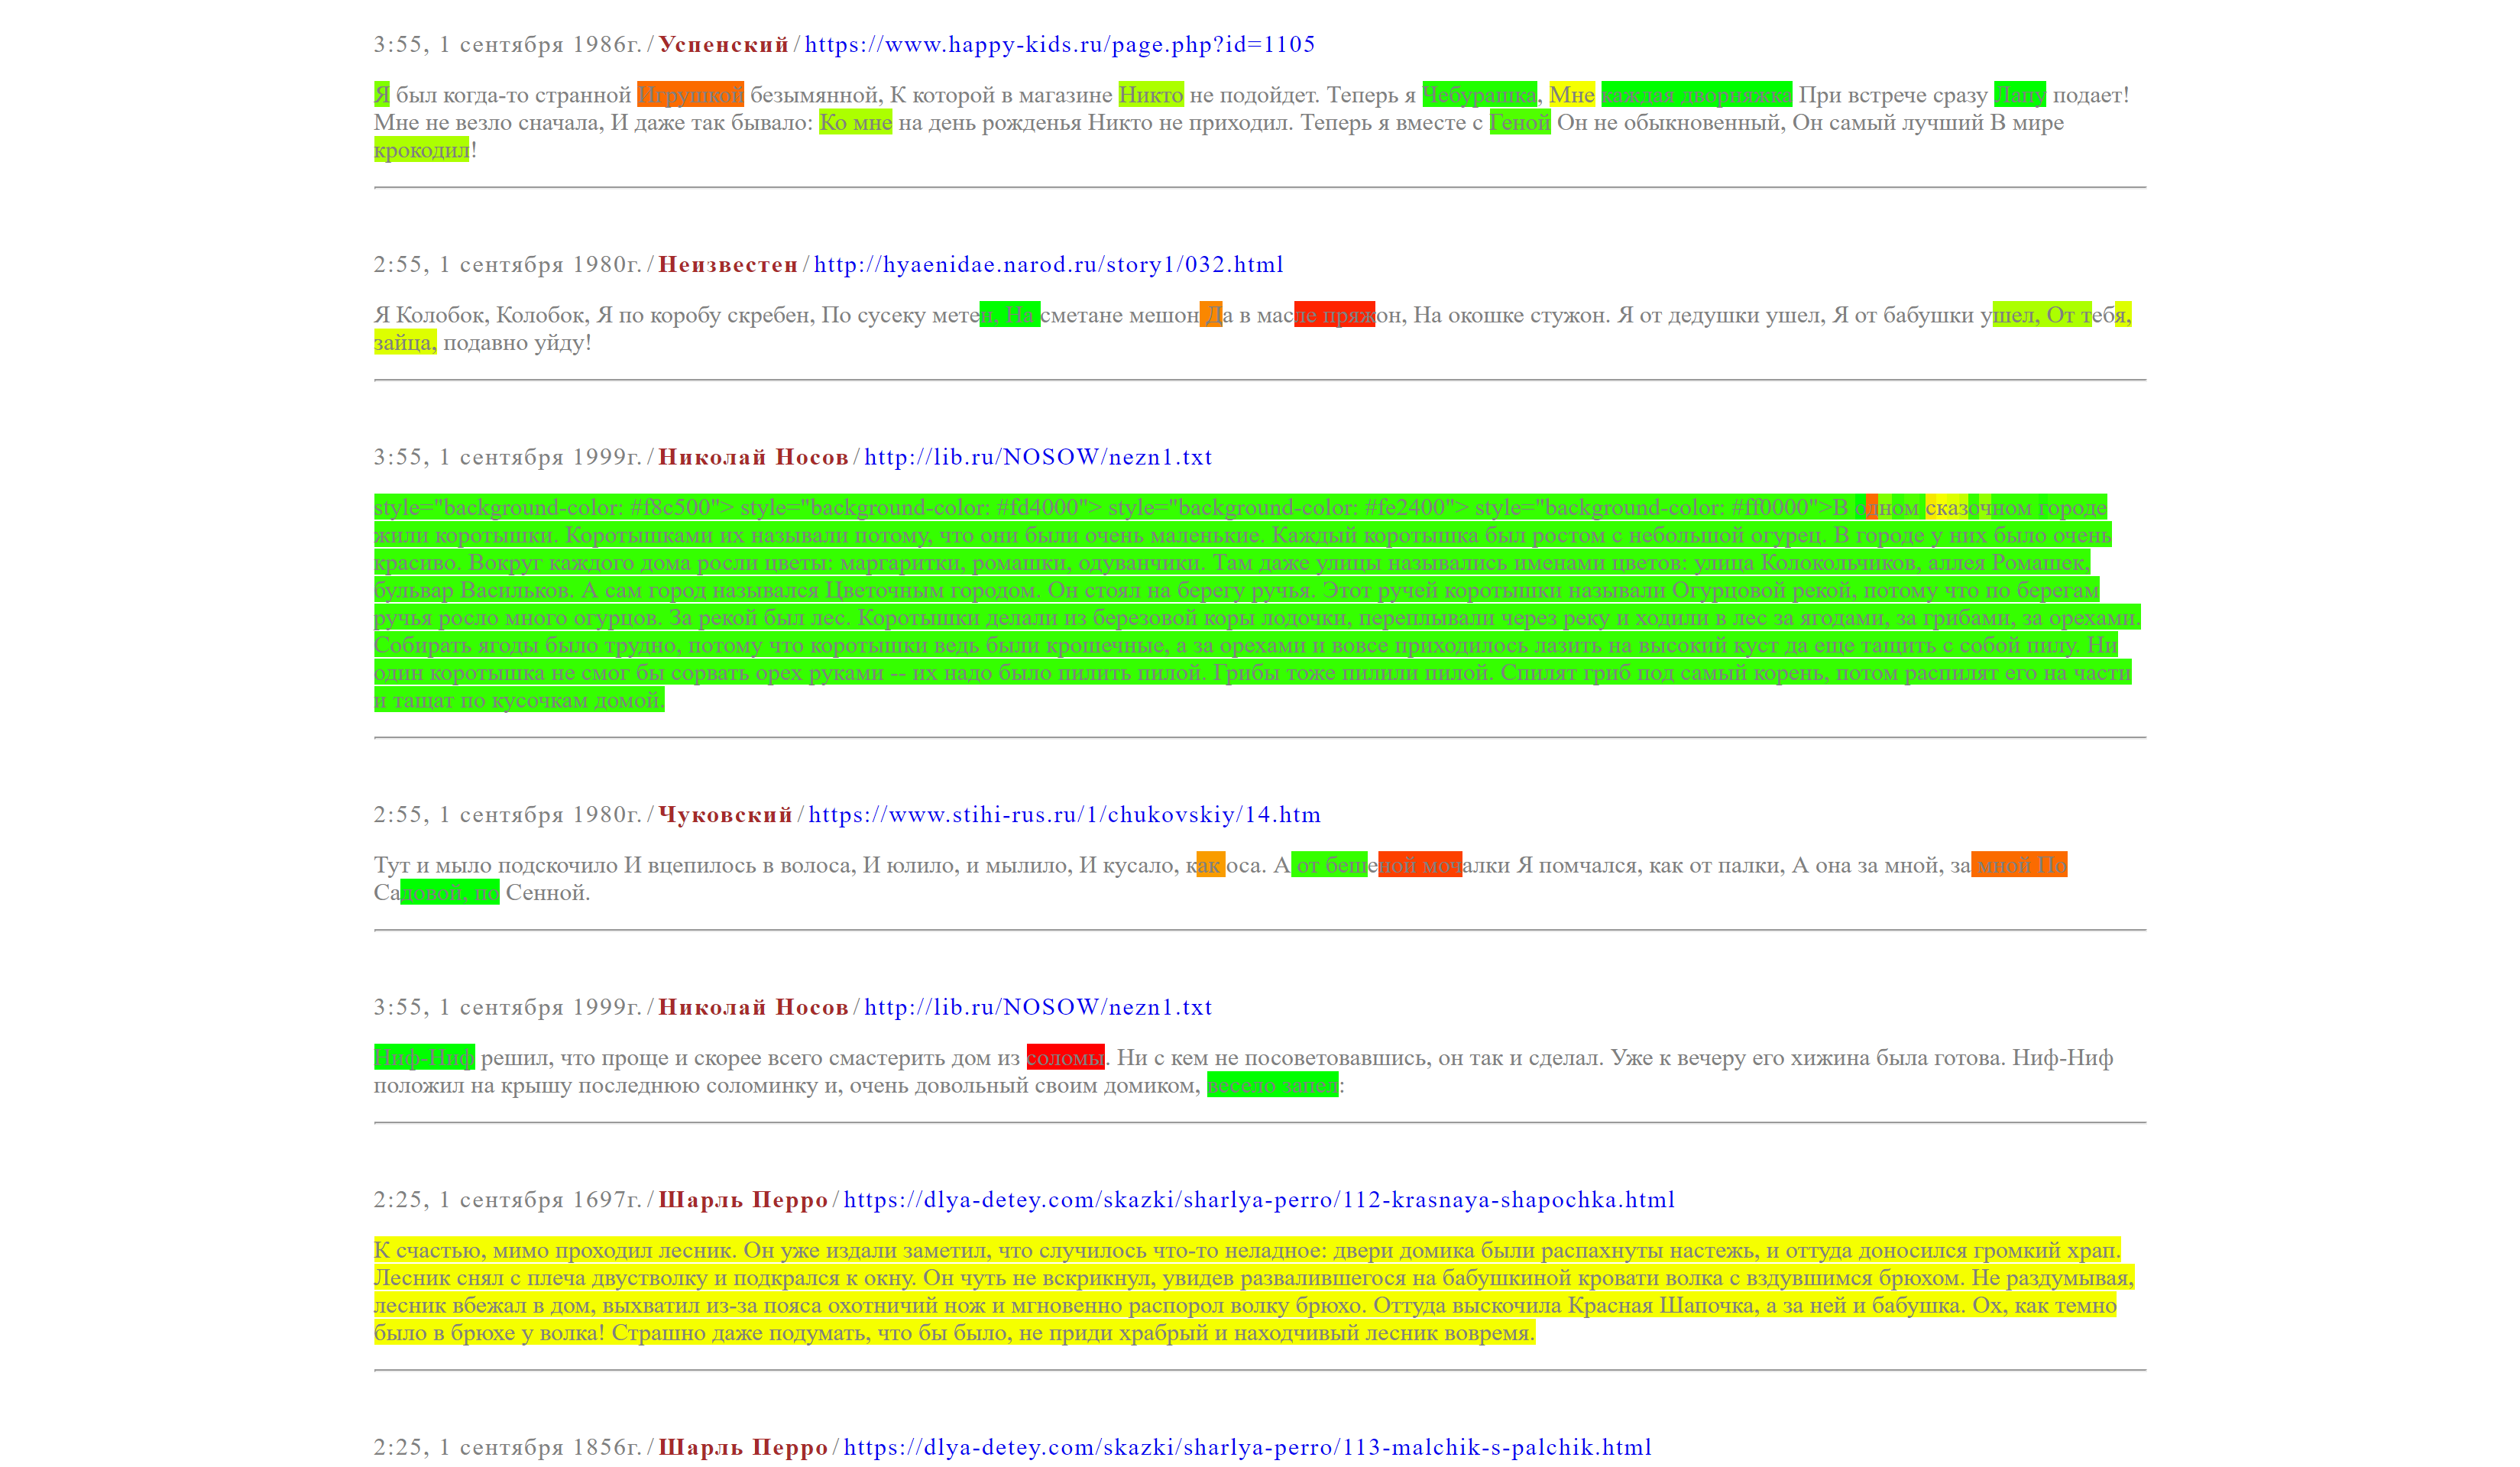 3:55, 1 сентября 1986г. / Успенский / https://www.happy-kids.ru/page.php?id=1105
Я был когда-то странной Игрушкой безымянной, К которой в магазине Никто не подойдет. Теперь я Чебурашка, Мне каждая дворняжка При встрече сразу Лапу подает!
Мне не везло сначала, И даже так бывало: Ко мне на день рожденья Никто не приходил. Теперь я вместе с Геной Он не обыкновенный, Он самый лучший В мире
крокодил!
2:55, 1 сентября 1980г. / Неизвестен / http://hyaenidae.narod.ru/story1/032.html
Я Колобок, Колобок, Я по коробу скребен, По сусеку метен, На сметане мешон Да в масле пряжон, На окошке стужон. Я от дедушки ушел, Я от бабушки ушел, От тебя,
зайца, подавно уйду!
3:55, 1 сентября 1999г. / Николай Носов / http://lib.ru/NOSOW/nezn1.txt
style="background-color: #f8c500"> style="background-color: #fd4000"> style="background-color: #fe2400"> style="background-color: #ff0000">В одном сказочном городе
жили коротышки. Коротышками их называли потому, что они были очень маленькие. Каждый коротышка был ростом с небольшой огурец. В городе у них было очень
красиво. Вокруг каждого дома росли цветы: маргаритки, ромашки, одуванчики. Там даже улицы назывались именами цветов: улица Колокольчиков, аллея Ромашек,
бульвар Васильков. А сам город назывался Цветочным городом. Он стоял на берегу ручья. Этот ручей коротышки называли Огурцовой рекой, потому что по берегам
ручья росло много огурцов. За рекой был лес. Коротышки делали из березовой коры лодочки, переплывали через реку и ходили в лес за ягодами, за грибами, за орехами.
Собирать ягоды было трудно, потому что коротышки ведь были крошечные, а за орехами и вовсе приходилось лазить на высокий куст да еще тащить с собой пилу. Ни
один коротышка не смог бы сорвать орех руками -- их надо было пилить пилой. Грибы тоже пилили пилой. Спилят гриб под самый корень, потом распилят его на части
и тащат по кусочкам домой.
2:55, 1 сентября 1980г. / Чуковский / https://www.stihi-rus.ru/1/chukovskiy/14.htm
Тут и мыло подскочило И вцепилось в волоса, И юлило, и мылило, И кусало, как оса. А от бешеной мочалки Я помчался, как от палки, А она за мной, за мной По
Садовой, по Сенной.
3:55, 1 сентября 1999г. / Николай Носов / http://lib.ru/NOSOW/nezn1.txt
Ниф-Ниф решил, что проще и скорее всего смастерить дом из соломы. Ни с кем не посоветовавшись, он так и сделал. Уже к вечеру его хижина была готова. Ниф-Ниф
положил на крышу последнюю соломинку и, очень довольный своим домиком, весело запел:
2:25, 1 сентября 1697г. / Шарль Перро / https://dlya-detey.com/skazki/sharlya-perro/112-krasnaya-shapochka.html
К счастью, мимо проходил лесник. Он уже издали заметил, что случилось что-то неладное: двери домика были распахнуты настежь, и оттуда доносился громкий храп.
Лесник снял с плеча двустволку и подкрался к окну. Он чуть не вскрикнул, увидев развалившегося на бабушкиной кровати волка с вздувшимся брюхом. Не раздумывая,
лесник вбежал в дом, выхватил из-за пояса охотничий нож и мгновенно распорол волку брюхо. Оттуда выскочила Красная Шапочка, а за ней и бабушка. Ох, как темно
было в брюхе у волка! Страшно даже подумать, что бы было, не приди храбрый и находчивый лесник вовремя.
2:25, 1 сентября 1856г. / Шарль Перро / https://dlya-detey.com/skazki/sharlya-perro/113-malchik-s-palchik.html